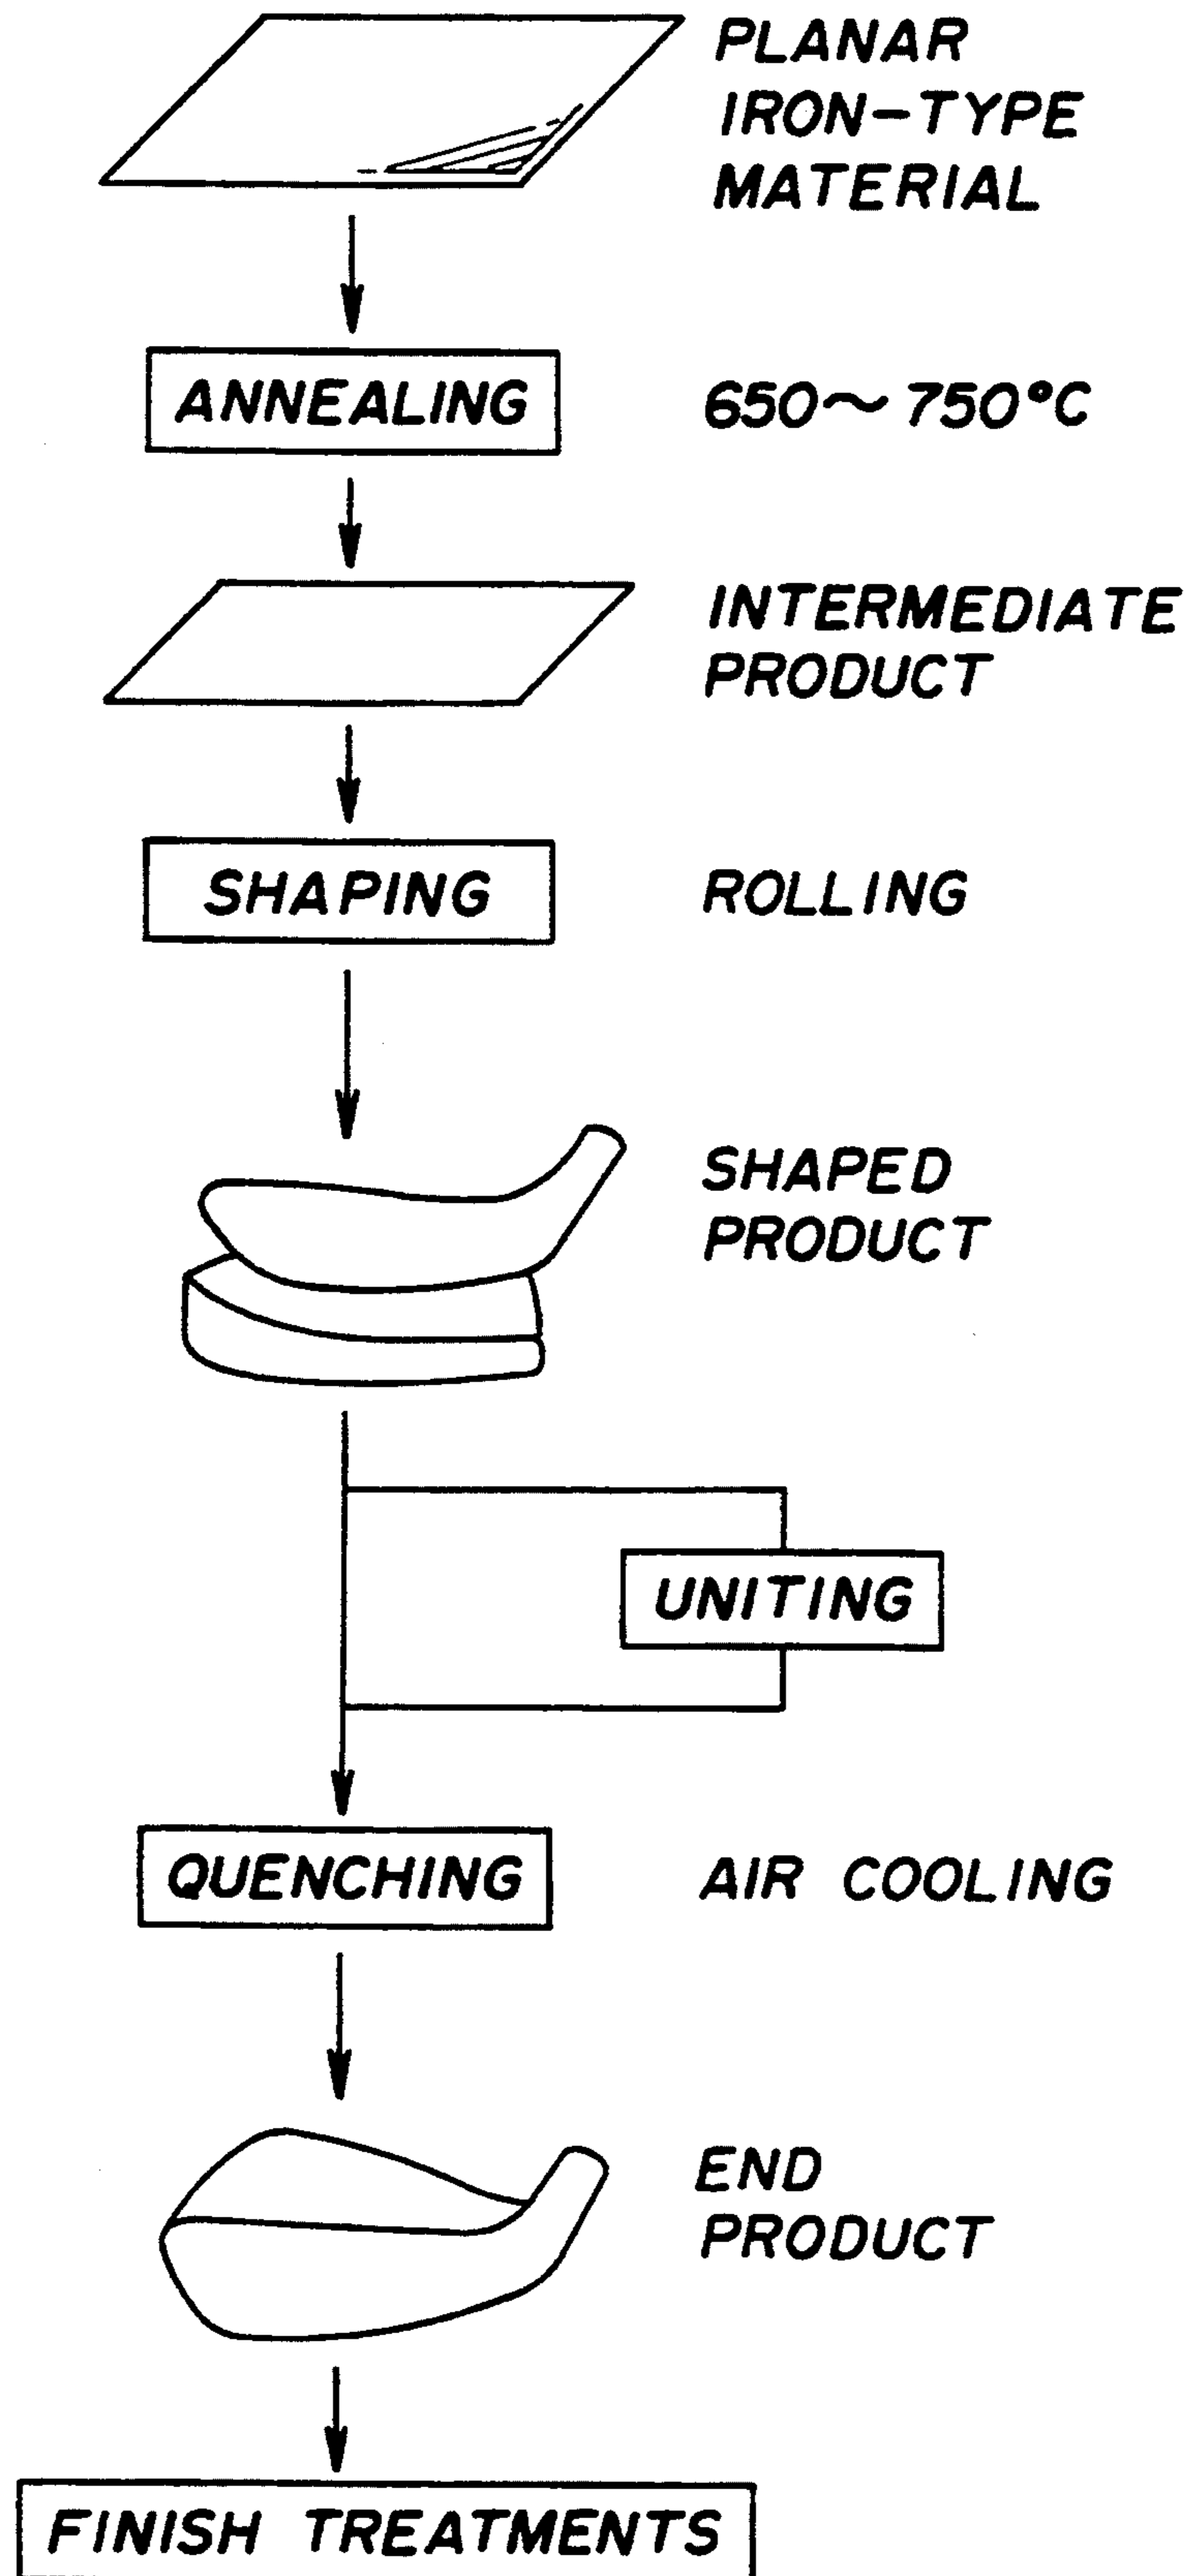 PLANAR
IRON-TYPE
MATERIAL
ANNEALING
650~750°C
INTERMEDIATE
PRODUCT
SHAPING
ROLLING
SHAPED
PRODUCT
UNITING
QUENCHING
AIR COOLING
END
PRODUCT
FINISH TREATMENTS